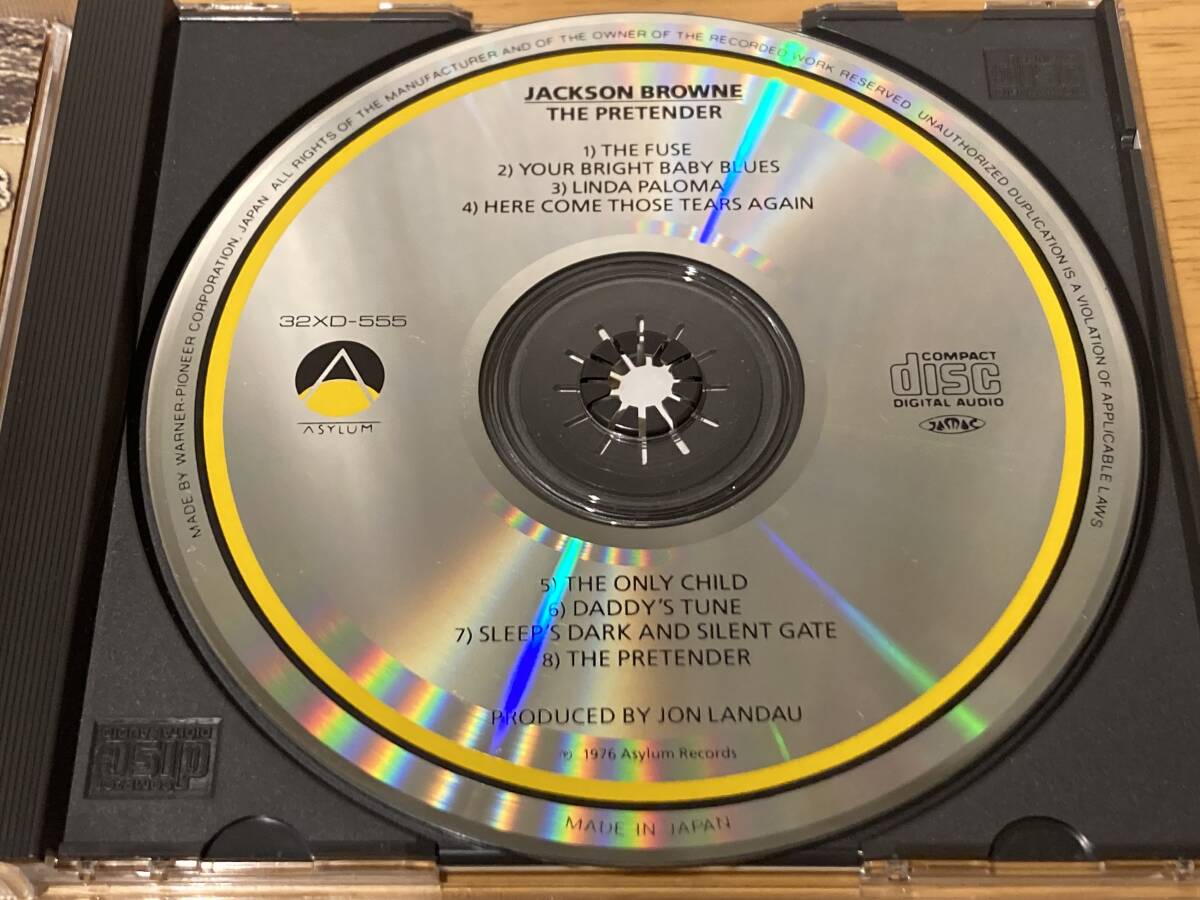 MADE BY WARNER-PIONEER CORPORATION, JAPAN. ALL RIGHTS OF THE MANUFACTURER AND OF THE OWNER OF THE RECORDED WORK RESERVED. UNAUTHORIZED DUPLICATION IS A VIOLATION OF APPLICABLE LAWS
JACKSON BROWNE
THE PRETENDER
1) THE FUSE
2) YOUR BRIGHT BABY BLUES
3) LINDA PALOMA
4) HERE COME THOSE TEARS AGAIN
32XD-555
ASYLUM
COMPACT
disc
DIGITAL AUDIO
JASRAC
5) THE ONLY CHILD
6) DADDY'S TUNE
7) SLEEP'S DARK AND SILENT GATE
8) THE PRETENDER
PRODUCED BY JON LANDAU
℗ 1976 Asylum Records
MADE IN JAPAN
COMPACT
disc
DIGITAL AUDIO